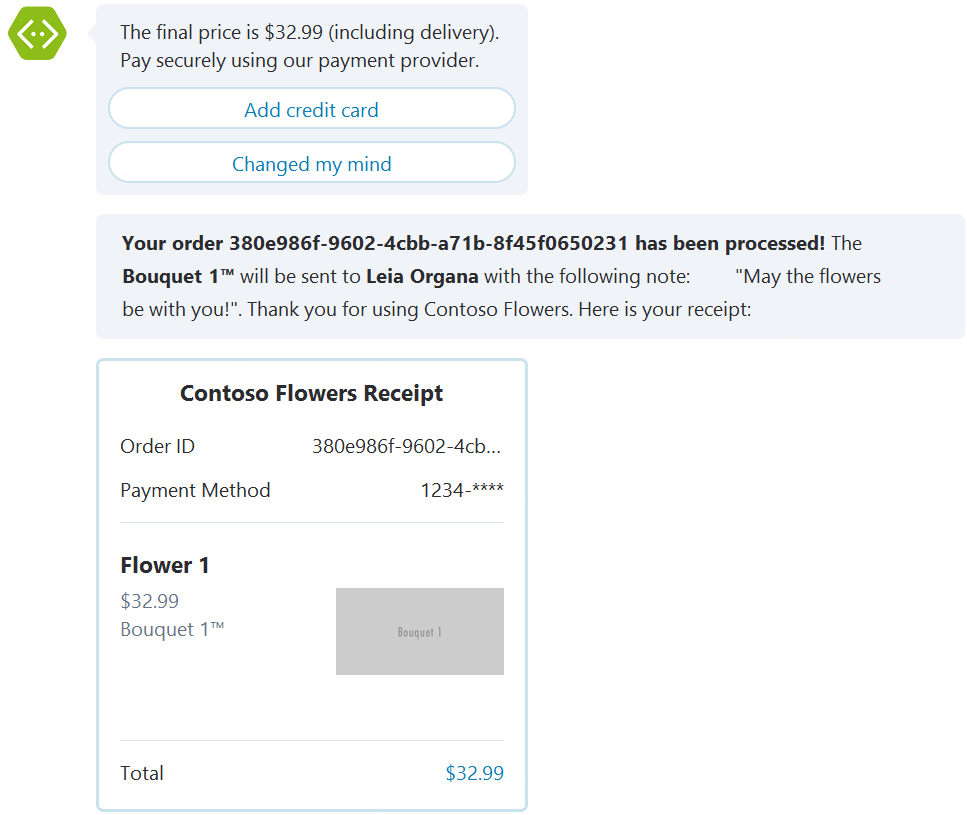 The final price is $32.99 (including delivery).
Pay securely using our payment provider.
Add credit card
Changed my mind
Your order 380e986f-9602-4cbb-a71b-8f45f0650231 has been processed! The
Bouquet 1™ will be sent to Leia Organa with the following note: "May the flowers
be with you!". Thank you for using Contoso Flowers. Here is your receipt:
Contoso Flowers Receipt
Order ID 380e986f-9602-4cb...
Payment Method 1234-****
Flower 1
$32.99
Bouquet 1™
Bouquet 1
Total $32.99